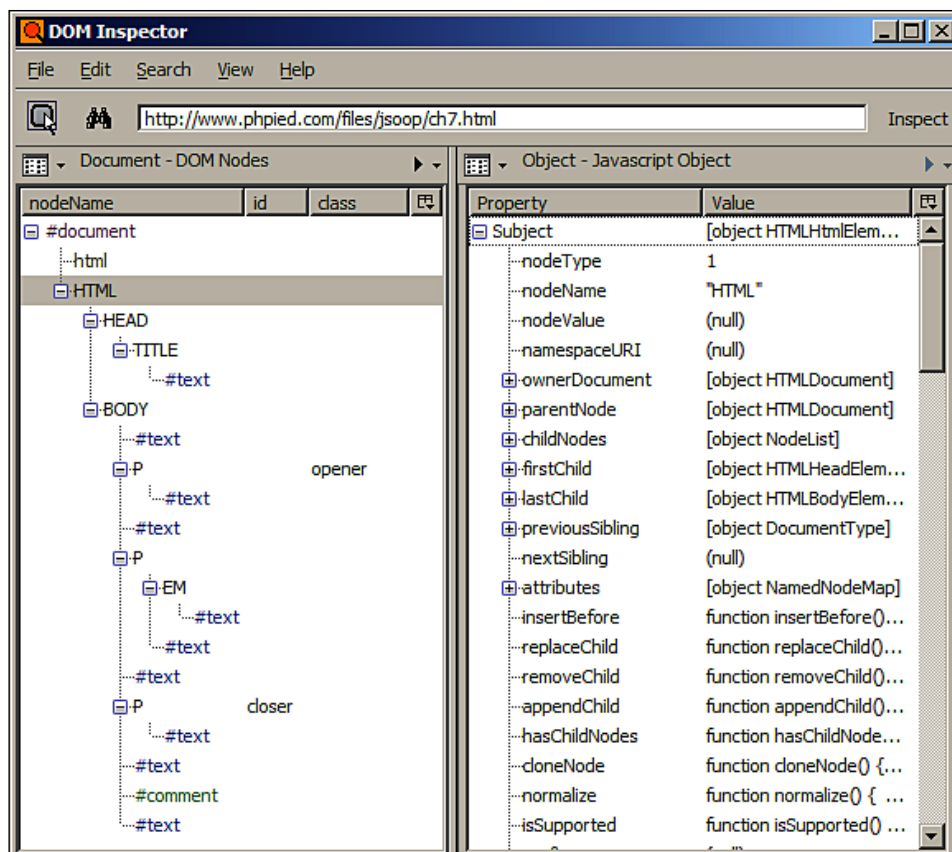 DOM Inspector
File Edit Search View Help
http://www.phpied.com/files/jsoop/ch7.html Inspect
Document - DOM Nodes
nodeName id class
#document
html
HTML
HEAD
TITLE
#text
BODY
#text
P opener
#text
#text
P
EM
#text
#text
#text
P closer
#text
#text
#comment
#text
Object - Javascript Object
Property Value
Subject [object HTMLHtmlElem...
nodeType 1
nodeName "HTML"
nodeValue (null)
namespaceURI (null)
ownerDocument [object HTMLDocument]
parentNode [object HTMLDocument]
childNodes [object NodeList]
firstChild [object HTMLHeadElem...
lastChild [object HTMLBodyElem...
previousSibling [object DocumentType]
nextSibling (null)
attributes [object NamedNodeMap]
insertBefore function insertBefore()...
replaceChild function replaceChild()...
removeChild function removeChild()...
appendChild function appendChild()...
hasChildNodes function hasChildNode...
cloneNode function cloneNode() {...
normalize function normalize() { ...
isSupported function isSupported() ...